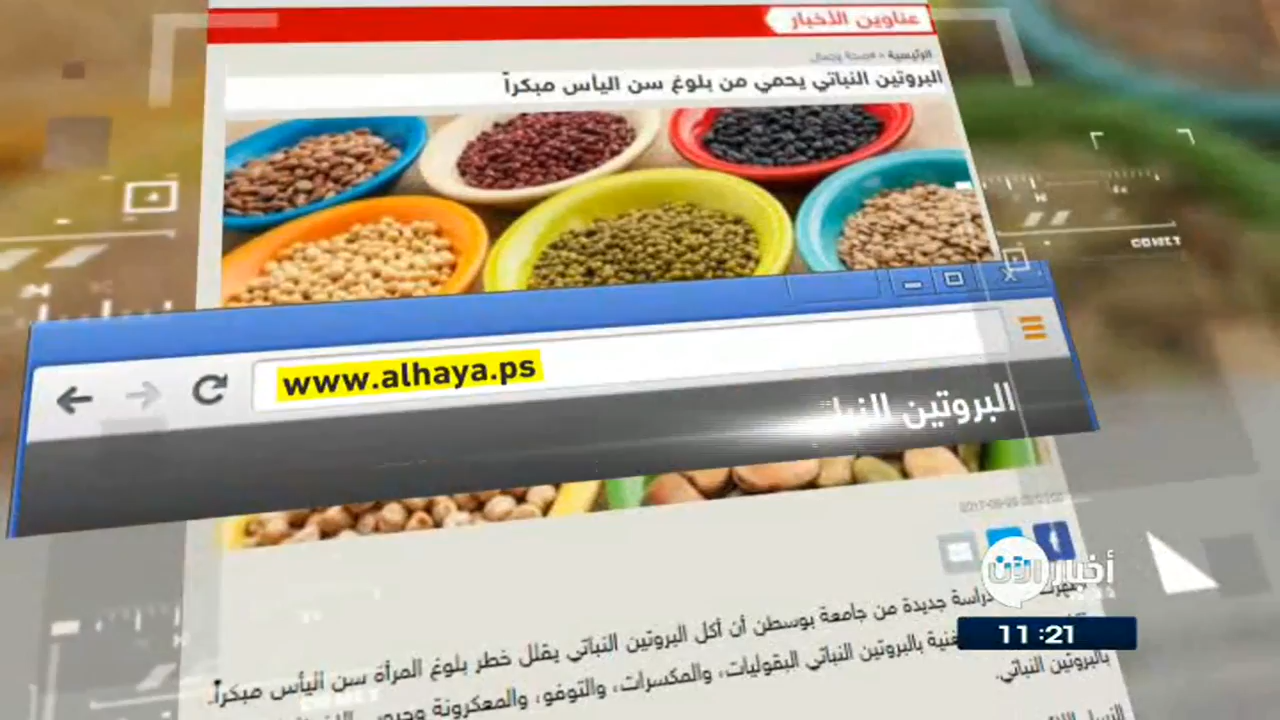 عناوين الأخبار
الرئيسية
البروتين النباتي يحمي من بلوغ سن اليأس مبكراً
www.alhaya.ps
البروتين
أخبار الآن
11:21
دراسة جديدة من جامعة بوسطن أن أكل البروتين النباتي يقلل خطر بلوغ المرأة سن اليأس مبكراً.
بالبروتين النباتي البقوليات، والمكسرات، والتوفو، والمعكرونة
بالبروتين النباتي.